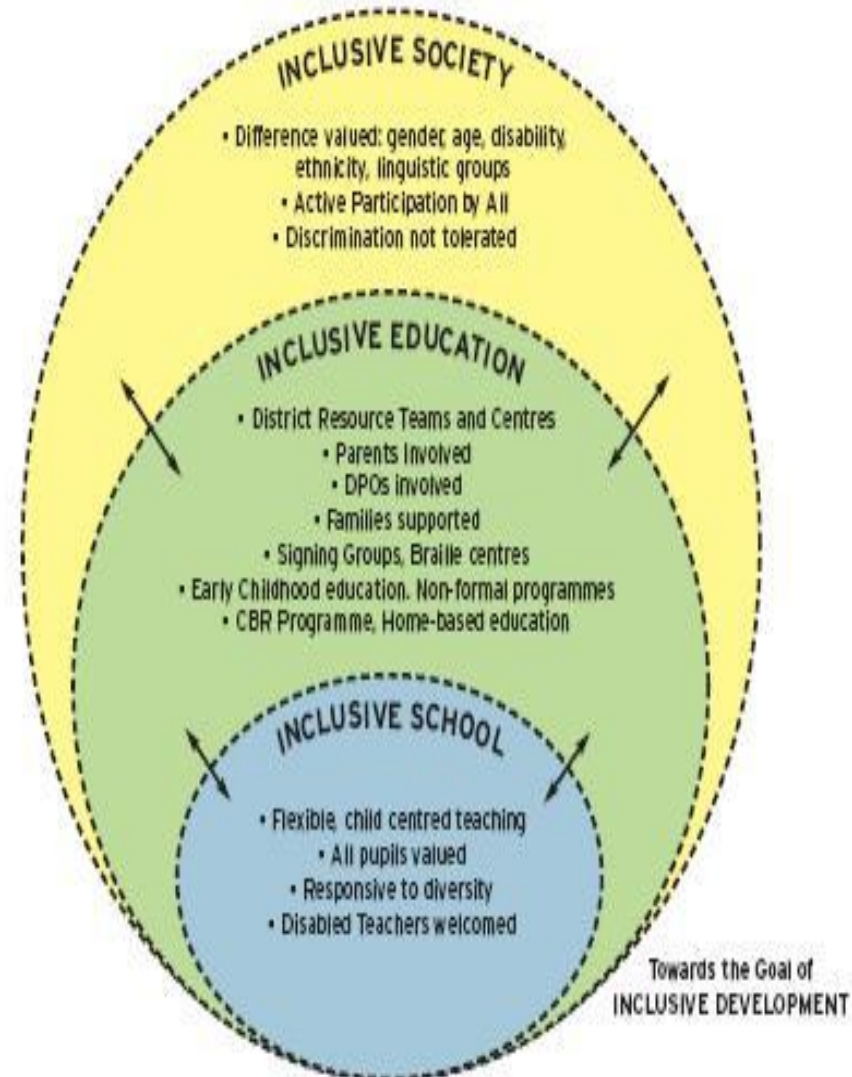 INCLUSIVE SOCIETY
• Difference valued: gender, age, disability,
ethnicity, linguistic groups
• Active Participation by All
• Discrimination not tolerated
INCLUSIVE EDUCATION
• District Resource Teams and Centres
• Parents Involved
• DPOs involved
• Families supported
• Signing Groups, Braille centres
• Early Childhood education. Non-formal programmes
• CBR Programme, Home-based education
INCLUSIVE SCHOOL
• Flexible, child centred teaching
• All pupils valued
• Responsive to diversity
• Disabled Teachers welcomed
Towards the Goal of
INCLUSIVE DEVELOPMENT